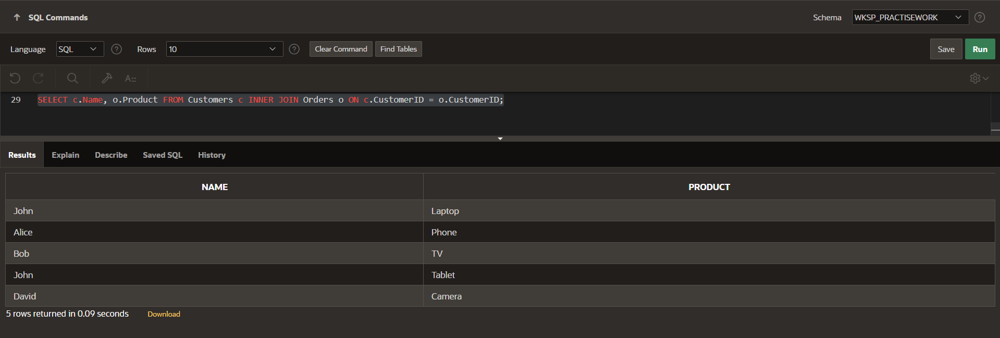 SQL Commands Schema WKSP_PRACTISEWORK ?
Language SQL ? Rows 10 ? Clear Command Find Tables Save Run
A::
29 SELECT c.Name, o.Product FROM Customers c INNER JOIN Orders o ON c.CustomerID = o.CustomerID;
Results Explain Describe Saved SQL History
NAME PRODUCT
John Laptop
Alice Phone
Bob TV
John Tablet
David Camera
5 rows returned in 0.09 seconds Download